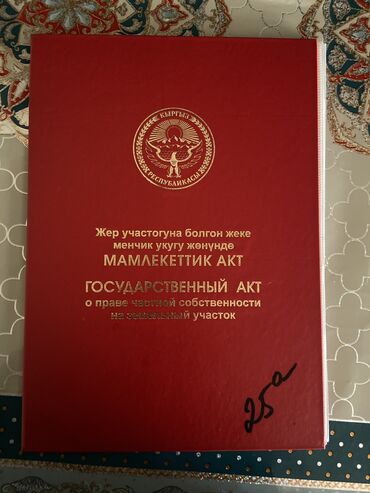 КЫРГЫЗ
РЕСПУБЛИКАСЫ
Жер участогуна болгон жеке
менчик укугу жөнүндө
МАМЛЕКЕТТИК АКТ
ГОСУДАРСТВЕННЫЙ АКТ
о праве частной собственности
на земельный участок
25а